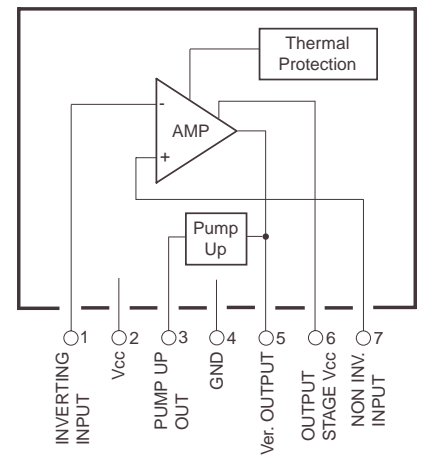 Thermal
Protection
-
AMP
+
Pump
Up
1
2
3
4
5
6
7
INVERTING
INPUT
Vcc
PUMP UP
OUT
GND
Ver. OUTPUT
OUTPUT
STAGE Vcc
NON INV.
INPUT